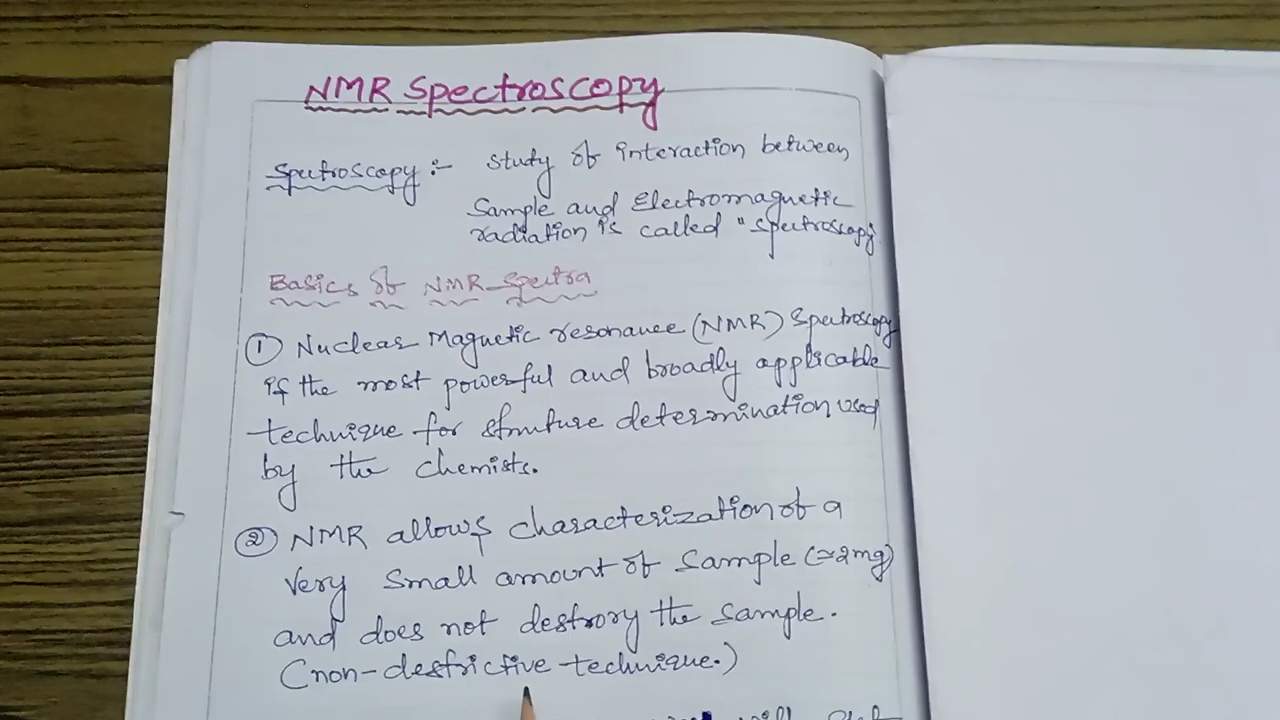 NMR Spectroscopy
Spectroscopy :- Study of interaction between
Sample and Electromagnetic
radiation is called "Spectroscopy
Basics of NMR Spectra
① Nuclear Magnetic resonance (NMR) Spectroscopy
is the most powerful and broadly applicable
technique for structure determination used
by the chemists.
② NMR allows characterization of a
very small amount of sample (≃2mg)
and does not destrory the sample.
(non-destrictive technique.)
will